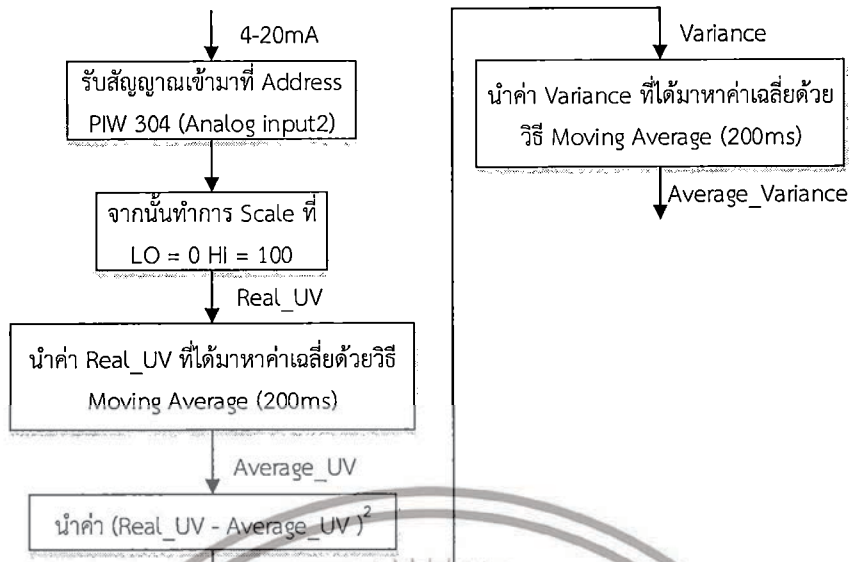 4-20mA
รับสัญญาณเข้ามาที่ Address
PIW 304 (Analog input2)
จากนั้นทำการ Scale ที่
LO = 0 Hi = 100
Real_UV
นำค่า Real_UV ที่ได้มาหาค่าเฉลี่ยด้วยวิธี
Moving Average (200ms)
Average_UV
นำค่า (Real_UV - Average_UV )²
Variance
นำค่า Variance ที่ได้มาหาค่าเฉลี่ยด้วย
วิธี Moving Average (200ms)
Average_Variance